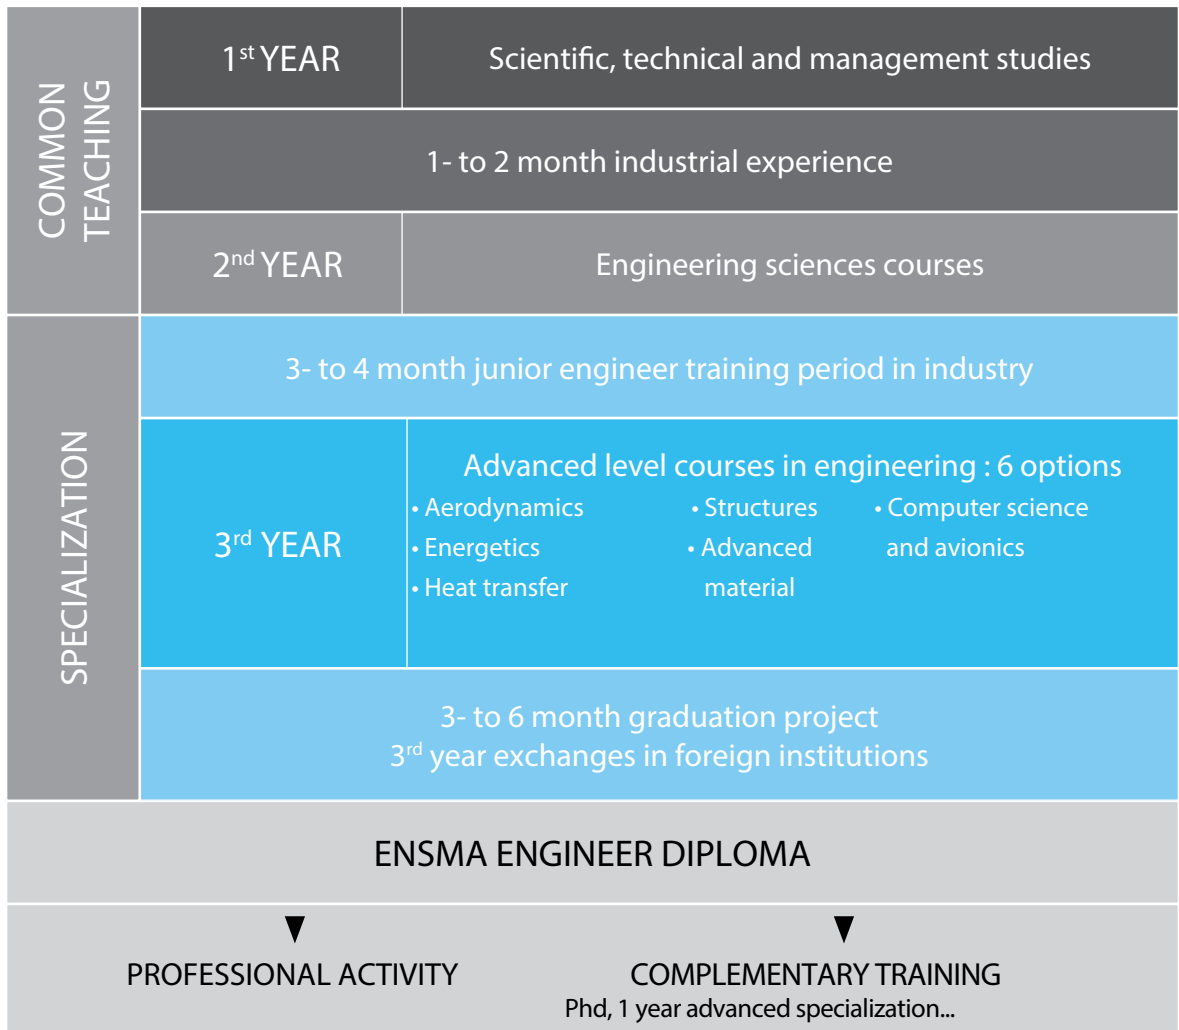 COMMON
TEACHING
1st YEAR
Scientific, technical and management studies
1- to 2 month industrial experience
2nd YEAR
Engineering sciences courses
SPECIALIZATION
3- to 4 month junior engineer training period in industry
3rd YEAR
Advanced level courses in engineering : 6 options
• Aerodynamics
• Energetics
• Heat transfer
• Structures
• Advanced
material
• Computer science
and avionics
3- to 6 month graduation project
3rd year exchanges in foreign institutions
ENSMA ENGINEER DIPLOMA
PROFESSIONAL ACTIVITY
COMPLEMENTARY TRAINING
Phd, 1 year advanced specialization...